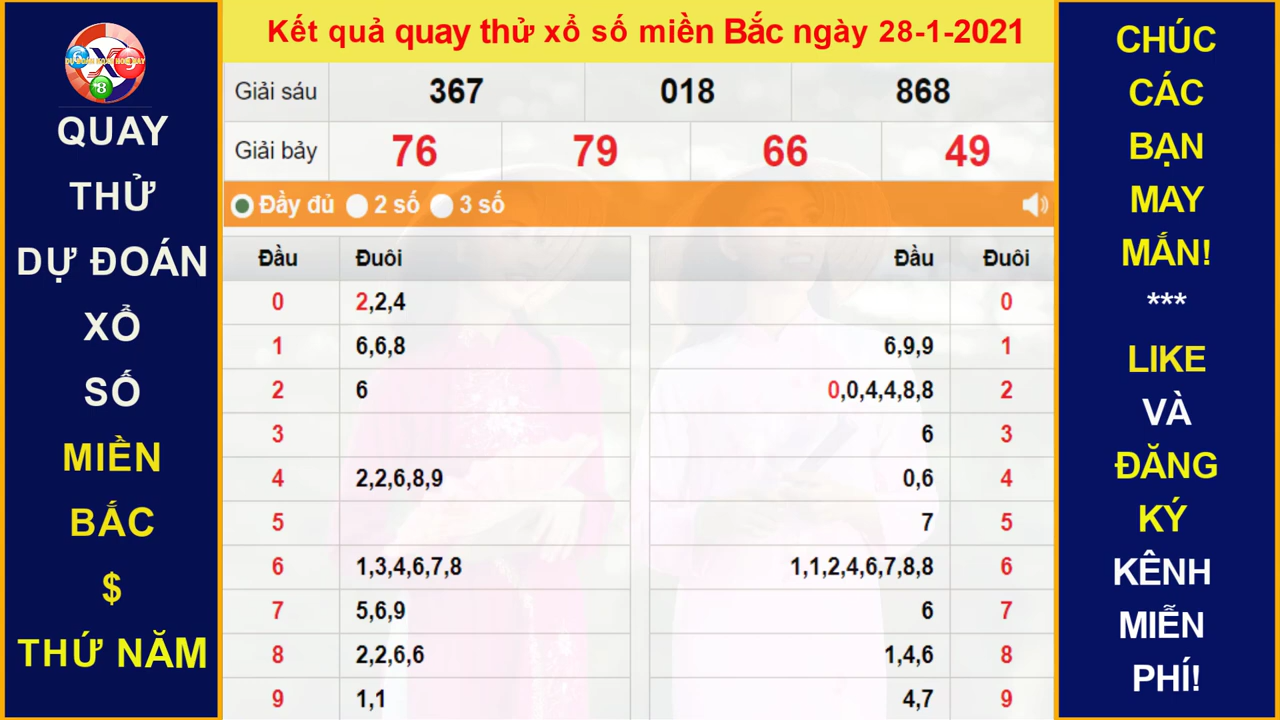 QUAY
THỬ
DỰ ĐOÁN
XỔ
SỐ
MIỀN
BẮC
$
THỨ NĂM
Kết quả quay thử xổ số miền Bắc ngày 28-1-2021
Giải sáu 367 018 868
Giải bảy 76 79 66 49
Đầy đủ 2 số 3 số
Đầu Đuôi Đầu Đuôi
0 2,2,4 0
1 6,6,8 6,9,9 1
2 6 0,0,4,4,8,8 2
3 6 3
4 2,2,6,8,9 0,6 4
5 7 5
6 1,3,4,6,7,8 1,1,2,4,6,7,8,8 6
7 5,6,9 6 7
8 2,2,6,6 1,4,6 8
9 1,1 4,7 9
CHÚC
CÁC
BẠN
MAY
MẮN!
***
LIKE
VÀ
ĐĂNG
KÝ
KÊNH
MIỄN
PHÍ!